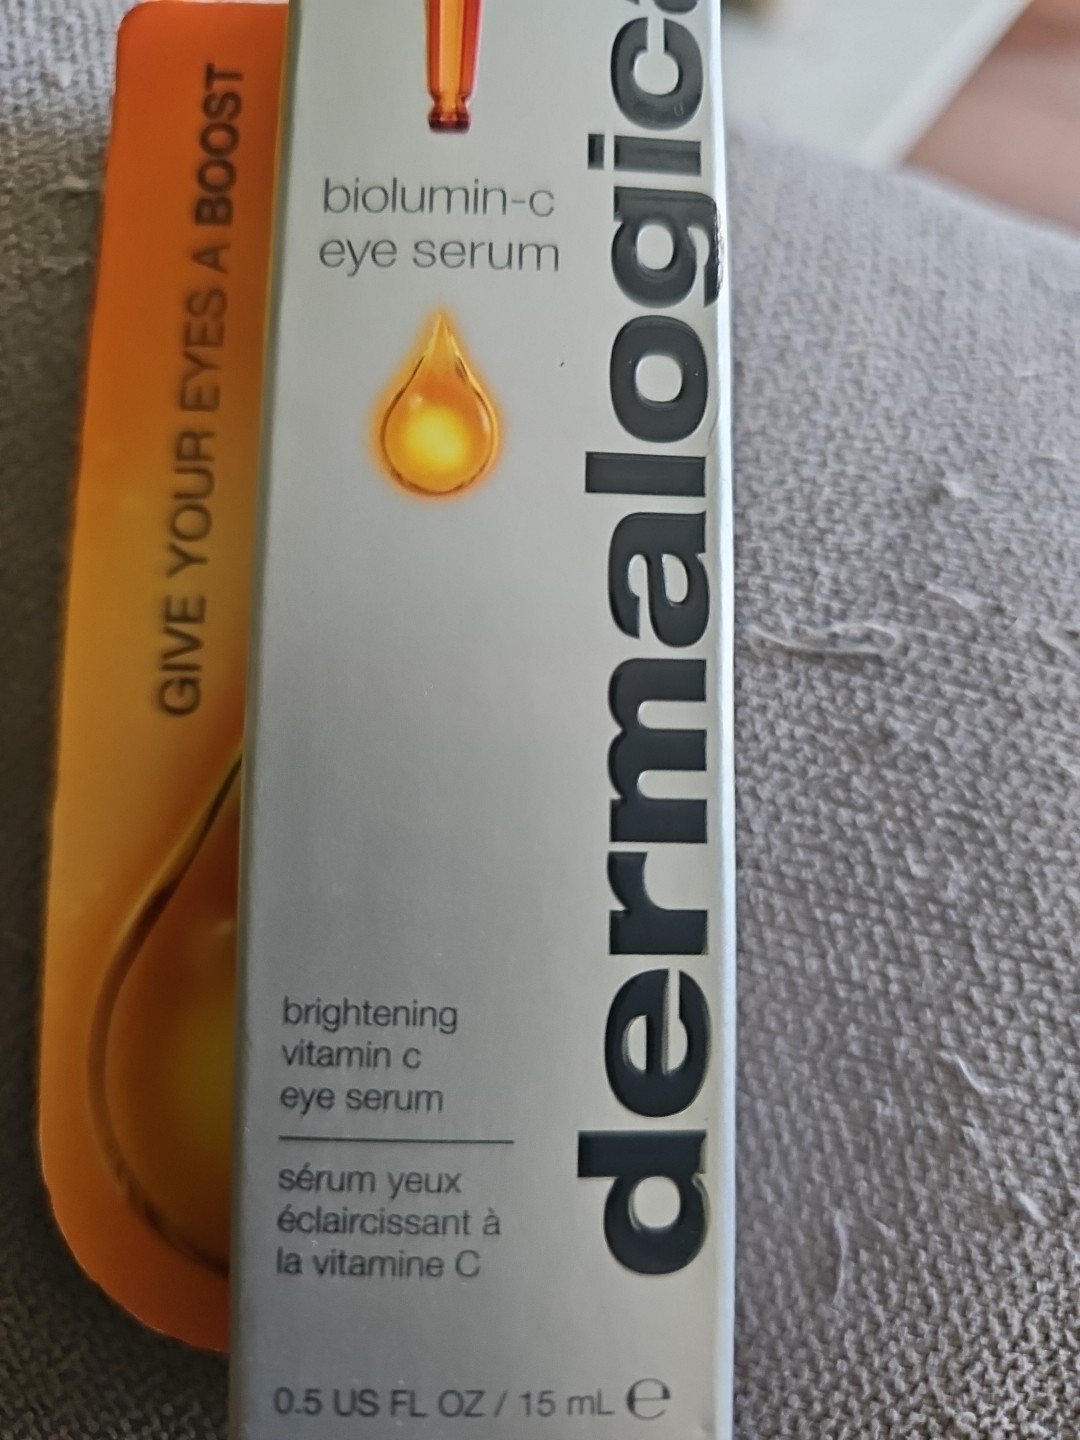 GIVE YOUR EYES A BOOST
biolumin-c
eye serum
dermalogica
brightening
vitamin c
eye serum
sérum yeux
éclaircissant à
la vitamine C
0.5 US FL OZ / 15 mL ℮